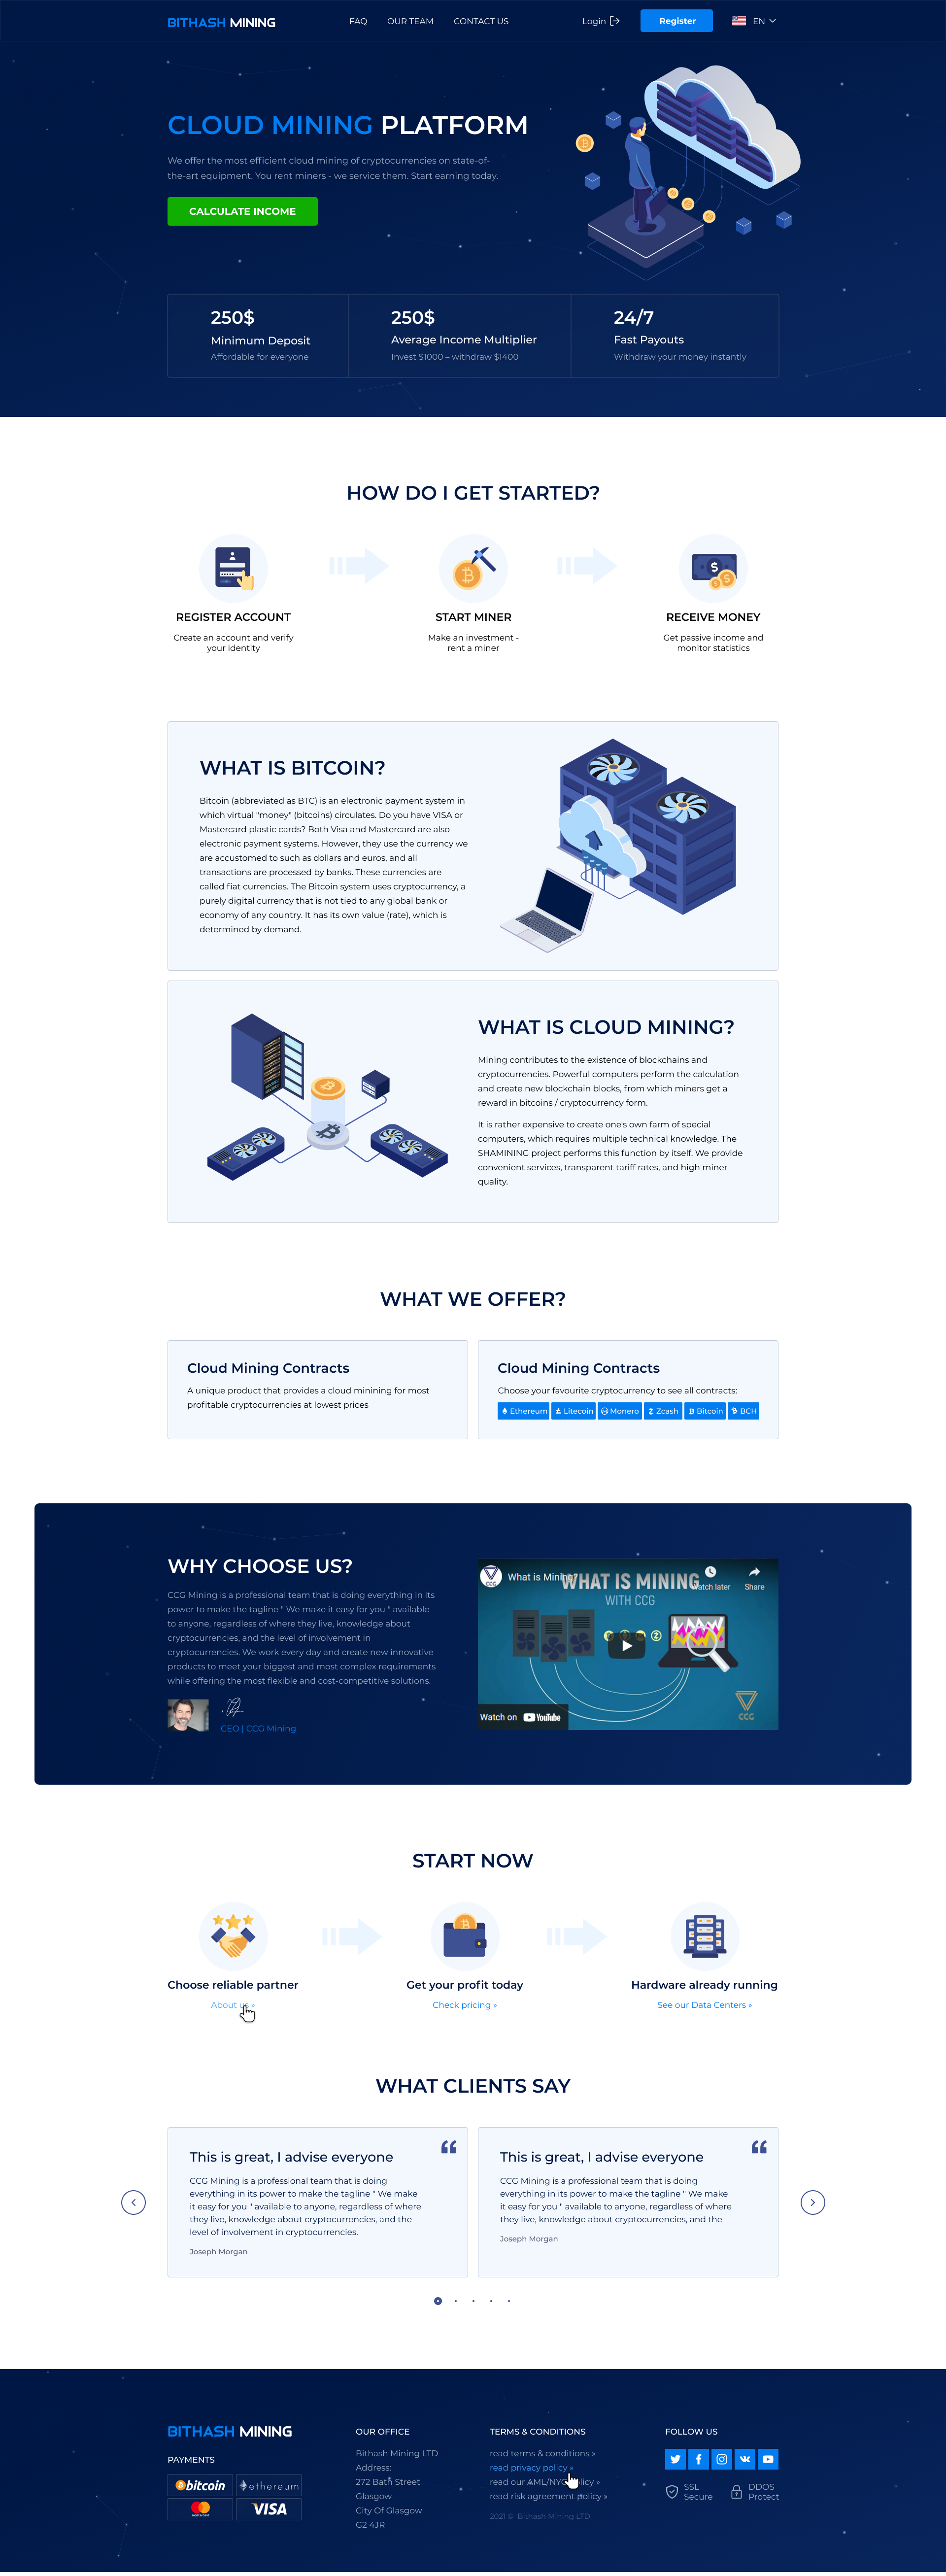 BITHASH MINING
FAQ
OUR TEAM
CONTACT US
Login
Register
EN
CLOUD MINING PLATFORM
We offer the most efficient cloud mining of cryptocurrencies on state-of-
the-art equipment. You rent miners - we service them. Start earning today.
CALCULATE INCOME
250$
Minimum Deposit
Affordable for everyone
250$
Average Income Multiplier
Invest $1000 – withdraw $1400
24/7
Fast Payouts
Withdraw your money instantly
HOW DO I GET STARTED?
REGISTER ACCOUNT
Create an account and verify
your identity
START MINER
Make an investment -
rent a miner
RECEIVE MONEY
Get passive income and
monitor statistics
WHAT IS BITCOIN?
Bitcoin (abbreviated as BTC) is an electronic payment system in
which virtual "money" (bitcoins) circulates. Do you have VISA or
Mastercard plastic cards? Both Visa and Mastercard are also
electronic payment systems. However, they use the currency we
are accustomed to such as dollars and euros, and all
transactions are processed by banks. These currencies are
called fiat currencies. The Bitcoin system uses cryptocurrency, a
purely digital currency that is not tied to any global bank or
economy of any country. It has its own value (rate), which is
determined by demand.
WHAT IS CLOUD MINING?
Mining contributes to the existence of blockchains and
cryptocurrencies. Powerful computers perform the calculation
and create new blockchain blocks, from which miners get a
reward in bitcoins / cryptocurrency form.
It is rather expensive to create one's own farm of special
computers, which requires multiple technical knowledge. The
SHAMINING project performs this function by itself. We provide
convenient services, transparent tariff rates, and high miner
quality.
WHAT WE OFFER?
Cloud Mining Contracts
A unique product that provides a cloud minining for most
profitable cryptocurrencies at lowest prices
Cloud Mining Contracts
Choose your favourite cryptocurrency to see all contracts:
Ethereum
Litecoin
Monero
Zcash
Bitcoin
BCH
WHY CHOOSE US?
CCG Mining is a professional team that is doing everything in its
power to make the tagline " We make it easy for you " available
to anyone, regardless of where they live, knowledge about
cryptocurrencies, and the level of involvement in
cryptocurrencies. We work every day and create new innovative
products to meet your biggest and most complex requirements
while offering the most flexible and cost-competitive solutions.
CEO | CCG Mining
CCG
What is Mining?
WHAT IS MINING
WITH CCG
Watch later
Share
CCG
Watch on YouTube
START NOW
Choose reliable partner
About us »
Get your profit today
Check pricing »
Hardware already running
See our Data Centers »
WHAT CLIENTS SAY
This is great, I advise everyone
CCG Mining is a professional team that is doing
everything in its power to make the tagline " We make
it easy for you " available to anyone, regardless of where
they live, knowledge about cryptocurrencies, and the
level of involvement in cryptocurrencies.
Joseph Morgan
This is great, I advise everyone
CCG Mining is a professional team that is doing
everything in its power to make the tagline " We make
it easy for you " available to anyone, regardless of where
they live, knowledge about cryptocurrencies, and the
Joseph Morgan
BITHASH MINING
PAYMENTS
bitcoin
ethereum
mastercard
VISA
OUR OFFICE
Bithash Mining LTD
Address:
272 Bath Street
Glasgow
City Of Glasgow
G2 4JR
TERMS & CONDITIONS
read terms & conditions »
read privacy policy »
read our AML/NYC policy »
read risk agreement policy »
2021 © Bithash Mining LTD
FOLLOW US
SSL
Secure
DDOS
Protect